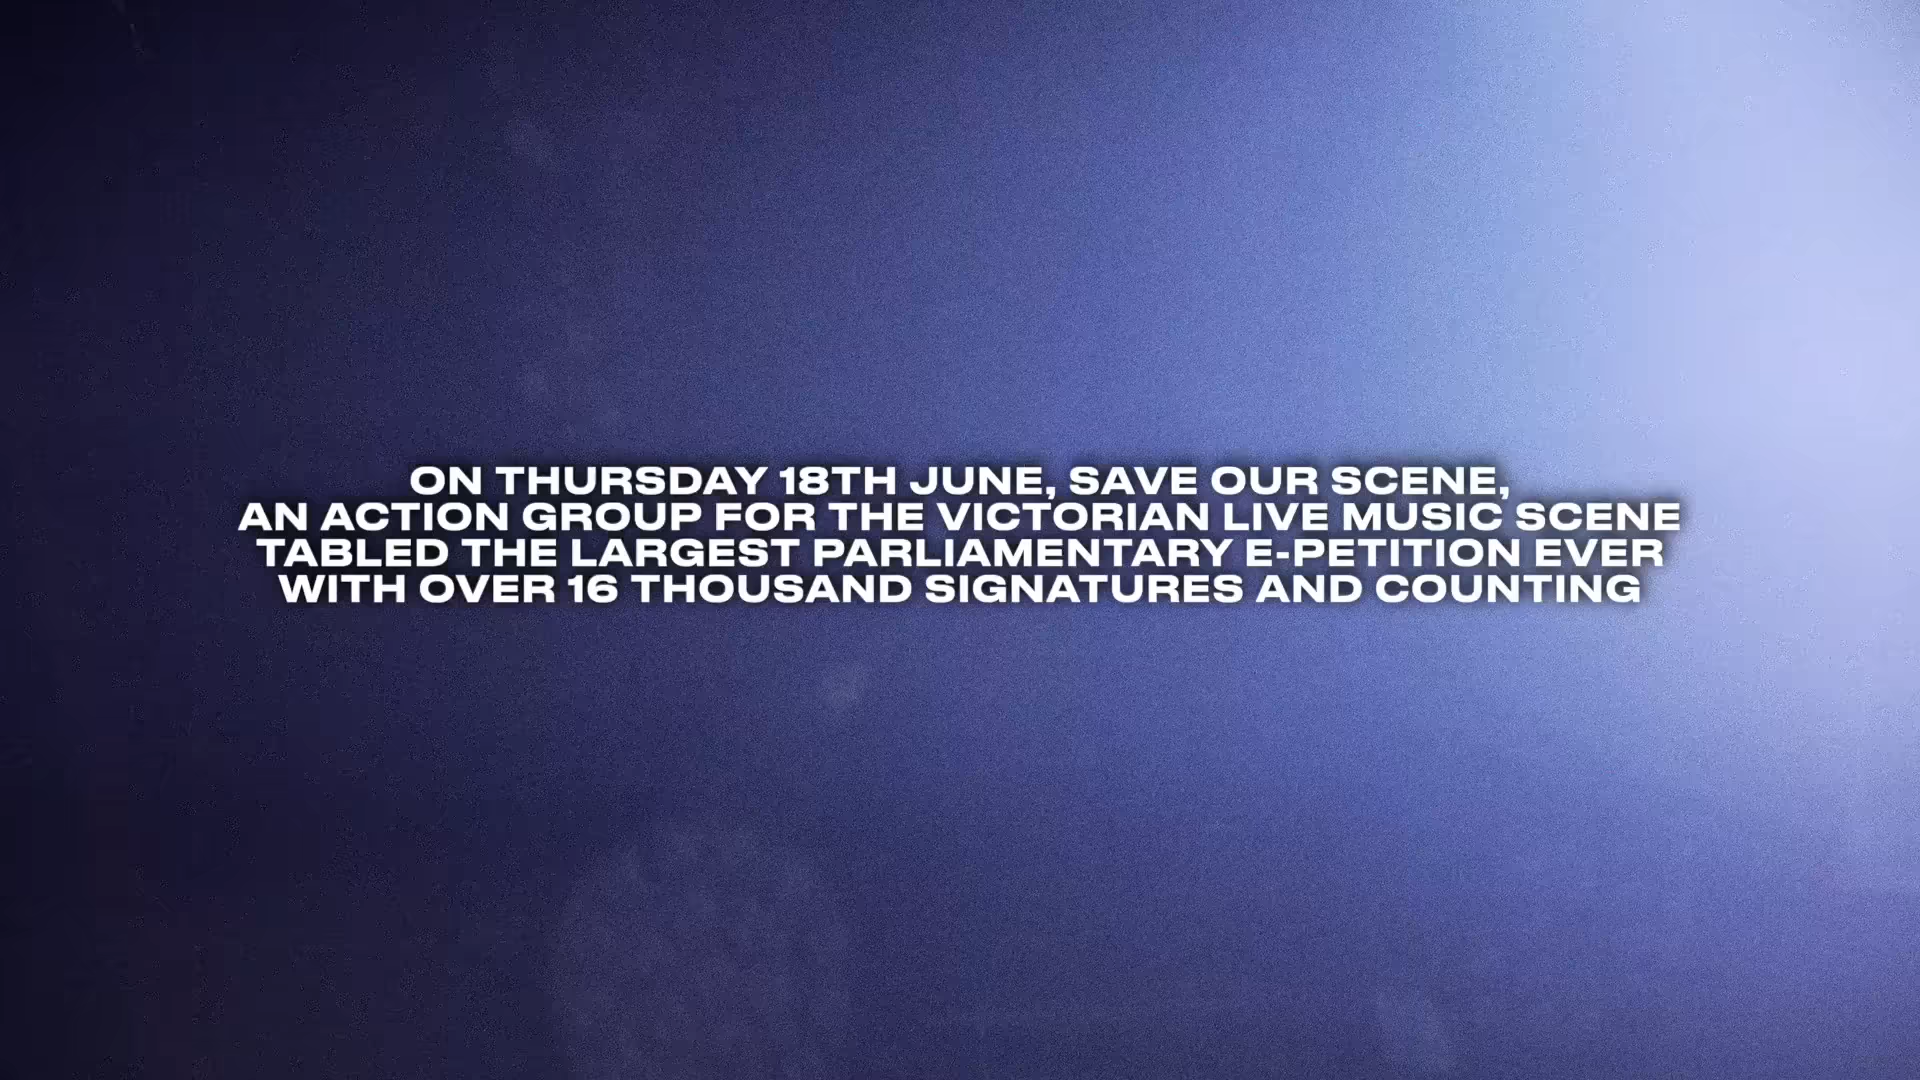 ON THURSDAY 18TH JUNE, SAVE OUR SCENE,
AN ACTION GROUP FOR THE VICTORIAN LIVE MUSIC SCENE
TABLED THE LARGEST PARLIAMENTARY E-PETITION EVER
WITH OVER 16 THOUSAND SIGNATURES AND COUNTING